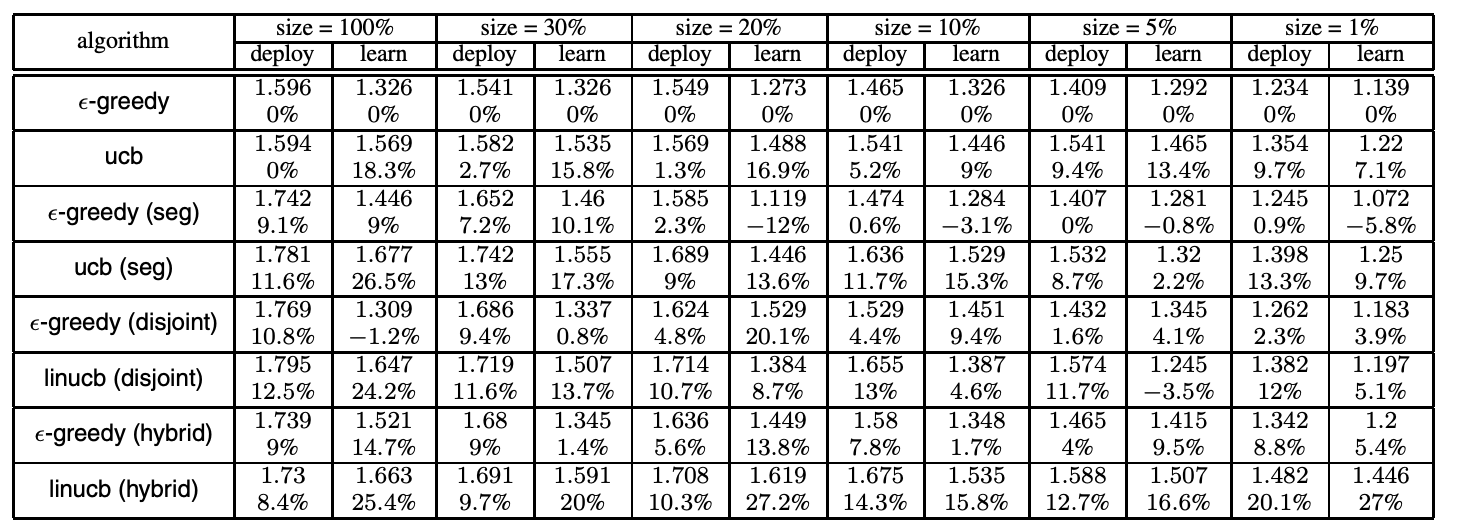 algorithm size = 100% size = 30% size = 20% size = 10% size = 5% size = 1%
deploy learn deploy learn deploy learn deploy learn deploy learn deploy learn
ϵ-greedy 1.596 1.326 1.541 1.326 1.549 1.273 1.465 1.326 1.409 1.292 1.234 1.139
0% 0% 0% 0% 0% 0% 0% 0% 0% 0% 0% 0%
ucb 1.594 1.569 1.582 1.535 1.569 1.488 1.541 1.446 1.541 1.465 1.354 1.22
0% 18.3% 2.7% 15.8% 1.3% 16.9% 5.2% 9% 9.4% 13.4% 9.7% 7.1%
ϵ-greedy (seg) 1.742 1.446 1.652 1.46 1.585 1.119 1.474 1.284 1.407 1.281 1.245 1.072
9.1% 9% 7.2% 10.1% 2.3% −12% 0.6% −3.1% 0% −0.8% 0.9% −5.8%
ucb (seg) 1.781 1.677 1.742 1.555 1.689 1.446 1.636 1.529 1.532 1.32 1.398 1.25
11.6% 26.5% 13% 17.3% 9% 13.6% 11.7% 15.3% 8.7% 2.2% 13.3% 9.7%
ϵ-greedy (disjoint) 1.769 1.309 1.686 1.337 1.624 1.529 1.529 1.451 1.432 1.345 1.262 1.183
10.8% −1.2% 9.4% 0.8% 4.8% 20.1% 4.4% 9.4% 1.6% 4.1% 2.3% 3.9%
linucb (disjoint) 1.795 1.647 1.719 1.507 1.714 1.384 1.655 1.387 1.574 1.245 1.382 1.197
12.5% 24.2% 11.6% 13.7% 10.7% 8.7% 13% 4.6% 11.7% −3.5% 12% 5.1%
ϵ-greedy (hybrid) 1.739 1.521 1.68 1.345 1.636 1.449 1.58 1.348 1.465 1.415 1.342 1.2
9% 14.7% 9% 1.4% 5.6% 13.8% 7.8% 1.7% 4% 9.5% 8.8% 5.4%
linucb (hybrid) 1.73 1.663 1.691 1.591 1.708 1.619 1.675 1.535 1.588 1.507 1.482 1.446
8.4% 25.4% 9.7% 20% 10.3% 27.2% 14.3% 15.8% 12.7% 16.6% 20.1% 27%